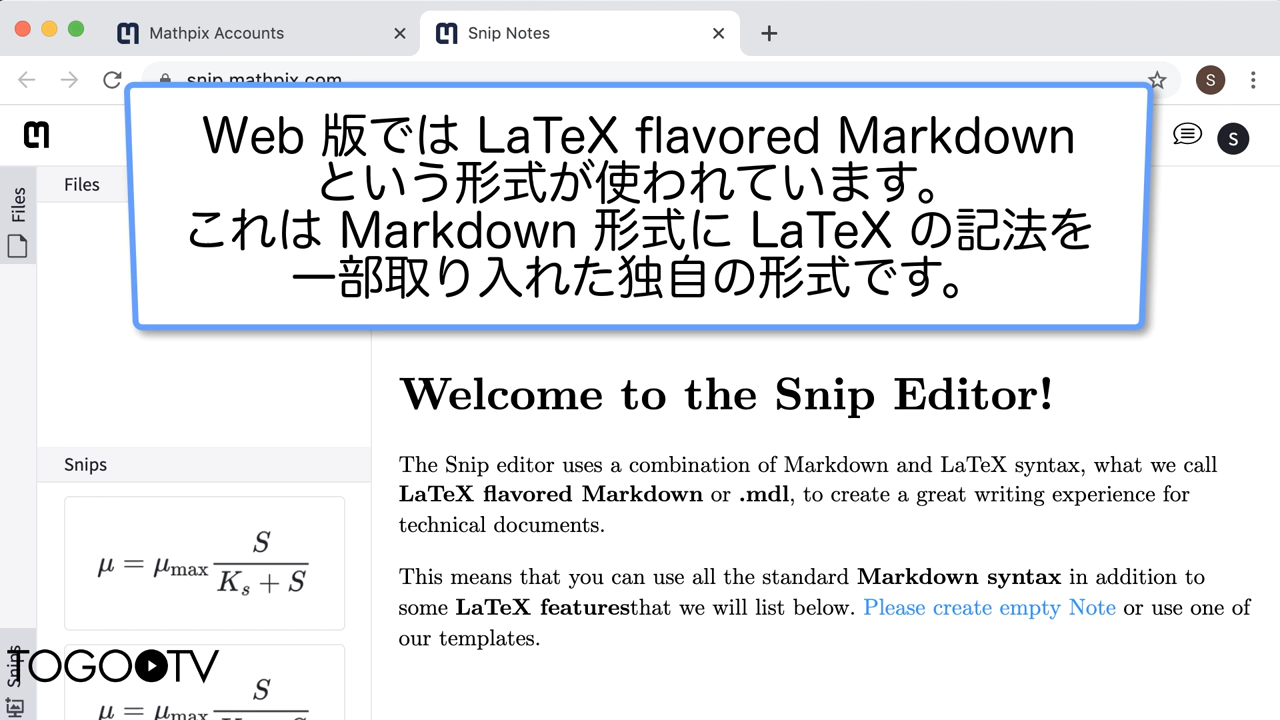 Mathpix Accounts
Snip Notes
snip.mathpix.com
S
S
Web 版では LaTeX flavored Markdown
という形式が使われています。
これは Markdown 形式に LaTeX の記法を
一部取り入れた独自の形式です。
Files
Files
Welcome to the Snip Editor!
The Snip editor uses a combination of Markdown and LaTeX syntax, what we call
LaTeX flavored Markdown or .mdl, to create a great writing experience for
technical documents.
This means that you can use all the standard Markdown syntax in addition to
some LaTeX featuresthat we will list below. Please create empty Note or use one of
our templates.
Snips
μ = μmax S / (Ks + S)
Snips
TOGOTV
μ = μmax S